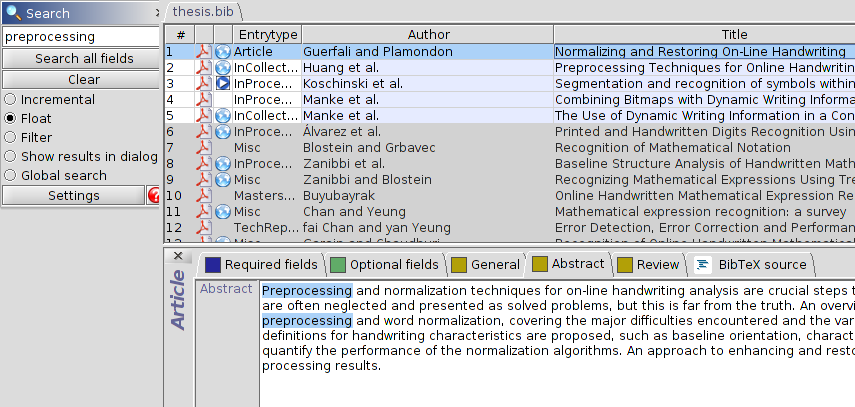 Search
preprocessing
Search all fields
Clear
Incremental
Float
Filter
Show results in dialog
Global search
Settings
thesis.bib
# Entrytype Author Title
1 Article Guerfali and Plamondon Normalizing and Restoring On-Line Handwriting
2 InCollect... Huang et al. Preprocessing Techniques for Online Handwritin
3 InProce... Koschinski et al. Segmentation and recognition of symbols within
4 InProce... Manke et al. Combining Bitmaps with Dynamic Writing Informa
5 InCollect... Manke et al. The Use of Dynamic Writing Information in a Con
6 InProce... Álvarez et al. Printed and Handwritten Digits Recognition Using
7 Misc Blostein and Grbavec Recognition of Mathematical Notation
8 InProce... Zanibbi et al. Baseline Structure Analysis of Handwritten Math
9 Misc Zanibbi and Blostein Recognizing Mathematical Expressions Using Tre
10 Masters... Buyubayrak Online Handwritten Mathematical Expression Re
11 Misc Chan and Yeung Mathematical expression recognition: a survey
12 TechRep... fai Chan and yan Yeung Error Detection, Error Correction and Performan
Article
Required fields Optional fields General Abstract Review BibTeX source
Abstract
Preprocessing and normalization techniques for on-line handwriting analysis are crucial steps t
are often neglected and presented as solved problems, but this is far from the truth. An overvi
preprocessing and word normalization, covering the major difficulties encountered and the var
definitions for handwriting characteristics are proposed, such as baseline orientation, charact
quantify the performance of the normalization algorithms. An approach to enhancing and resto
processing results.